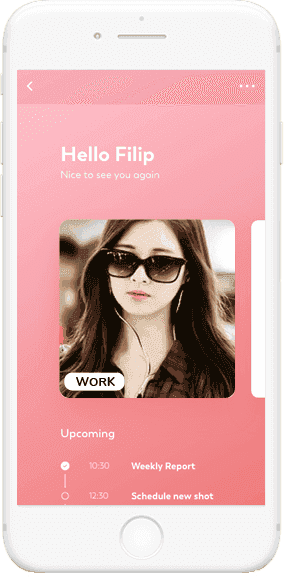 Hello Filip
Nice to see you again
WORK
Upcoming
10:30 Weekly Report
12:30 Schedule new shot